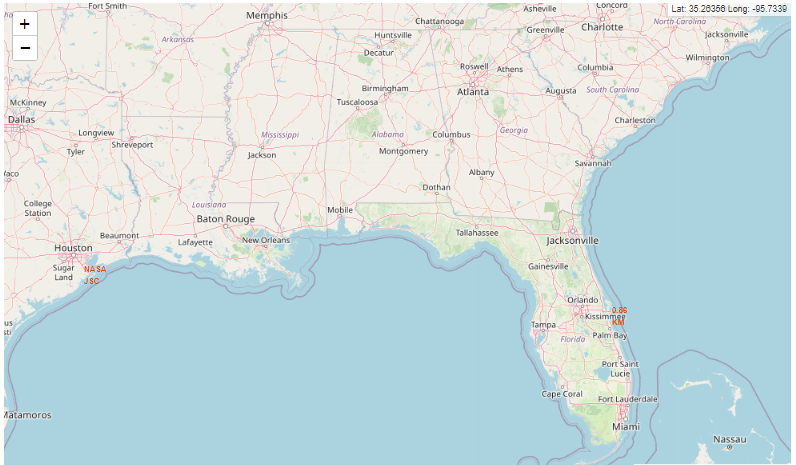 Fort Smith
Memphis
Chattanooga
Asheville
Concord
Lat: 35.26356 Long: -95.7339
+
Charlotte
North Carolina
Greenville
Jacksonville
Arkansas
Huntsville
Decatur
−
Wilmington
Roswell
Athens
Columbia
Birmingham
Atlanta
Augusta
South Carolina
McKinney
Tuscaloosa
Dallas
Charleston
Longview
Mississippi
Alabama
Georgia
Columbus
Shreveport
Tyler
Jackson
Montgomery
Savannah
Waco
Albany
Dothan
College
Station
Louisiana
Mobile
Baton Rouge
Beaumont
Lafayette
New Orleans
Tallahassee
Jacksonville
Houston
Sugar
Land
NASA
JSC
Gainesville
Orlando
0.86
KM
Kissimmee
Tampa
Palm Bay
Florida
Port Saint
Lucie
Cape Coral
Fort Lauderdale
Matamoros
Miami
Nassau